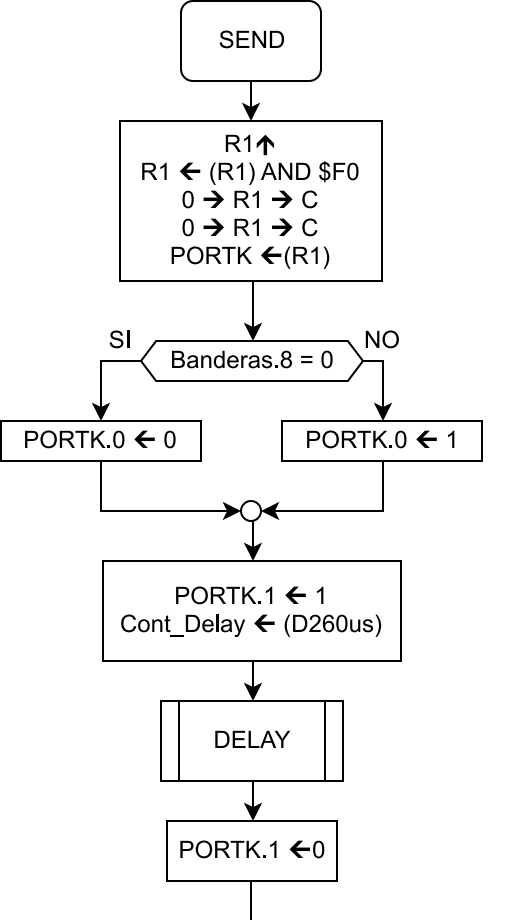 SEND
R1🡹
R1 🡸 (R1) AND $F0
0 🡺 R1 🡺 C
0 🡺 R1 🡺 C
PORTK 🡸(R1)
SI
NO
Banderas.8 = 0
PORTK.0 🡸 0
PORTK.0 🡸 1
PORTK.1 🡸 1
Cont_Delay 🡸 (D260us)
DELAY
PORTK.1 🡸0